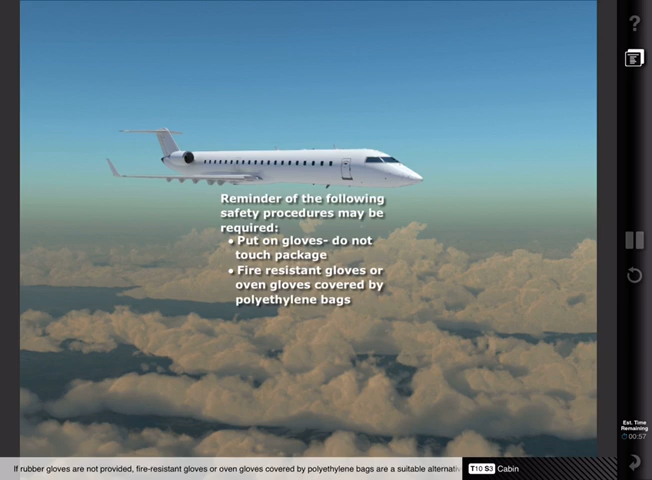 Reminder of the following
safety procedures may be
required:
• Put on gloves- do not
touch package
• Fire resistant gloves or
oven gloves covered by
polyethylene bags
Est. Time
Remaining
00:57
If rubber gloves are not provided, fire-resistant gloves or oven gloves covered by polyethylene bags are a suitable
T10 S3 Cabin